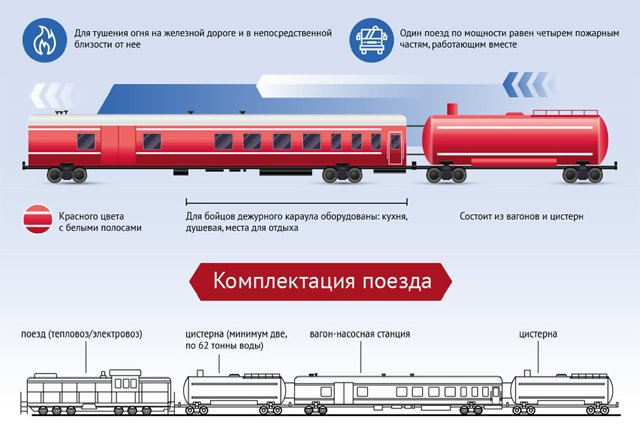 Для тушения огня на железной дороге и в непосредственной
близости от нее
Один поезд по мощности равен четырем пожарным
частям, работающим вместе
Красного цвета
с белыми полосами
Для бойцов дежурного караула оборудованы: кухня,
душевая, места для отдыха
Состоит из вагонов и цистерн
Комплектация поезда
поезд (тепловоз/электровоз)
цистерна (минимум две,
по 62 тонны воды)
вагон-насосная станция
цистерна